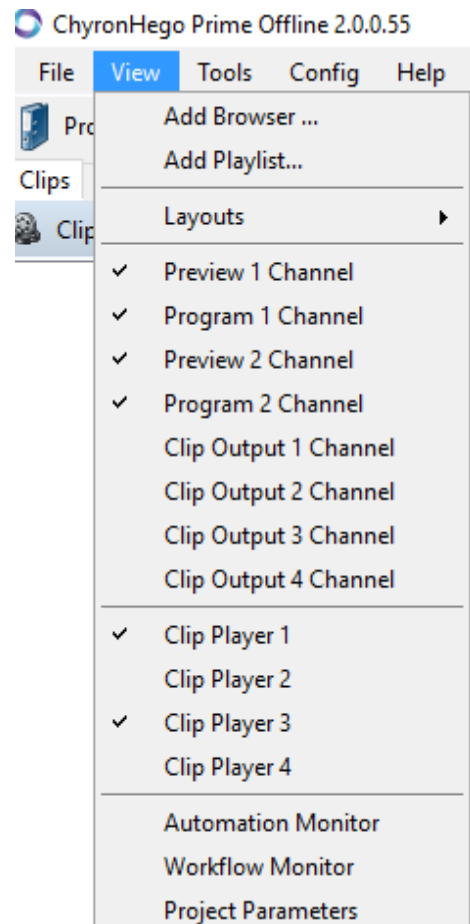 ChyronHego Prime Offline 2.0.0.55
File View Tools Config Help
Add Browser ...
Add Playlist...
Clips
Layouts
Preview 1 Channel
Program 1 Channel
Preview 2 Channel
Program 2 Channel
Clip Output 1 Channel
Clip Output 2 Channel
Clip Output 3 Channel
Clip Output 4 Channel
Clip Player 1
Clip Player 2
Clip Player 3
Clip Player 4
Automation Monitor
Workflow Monitor
Project Parameters